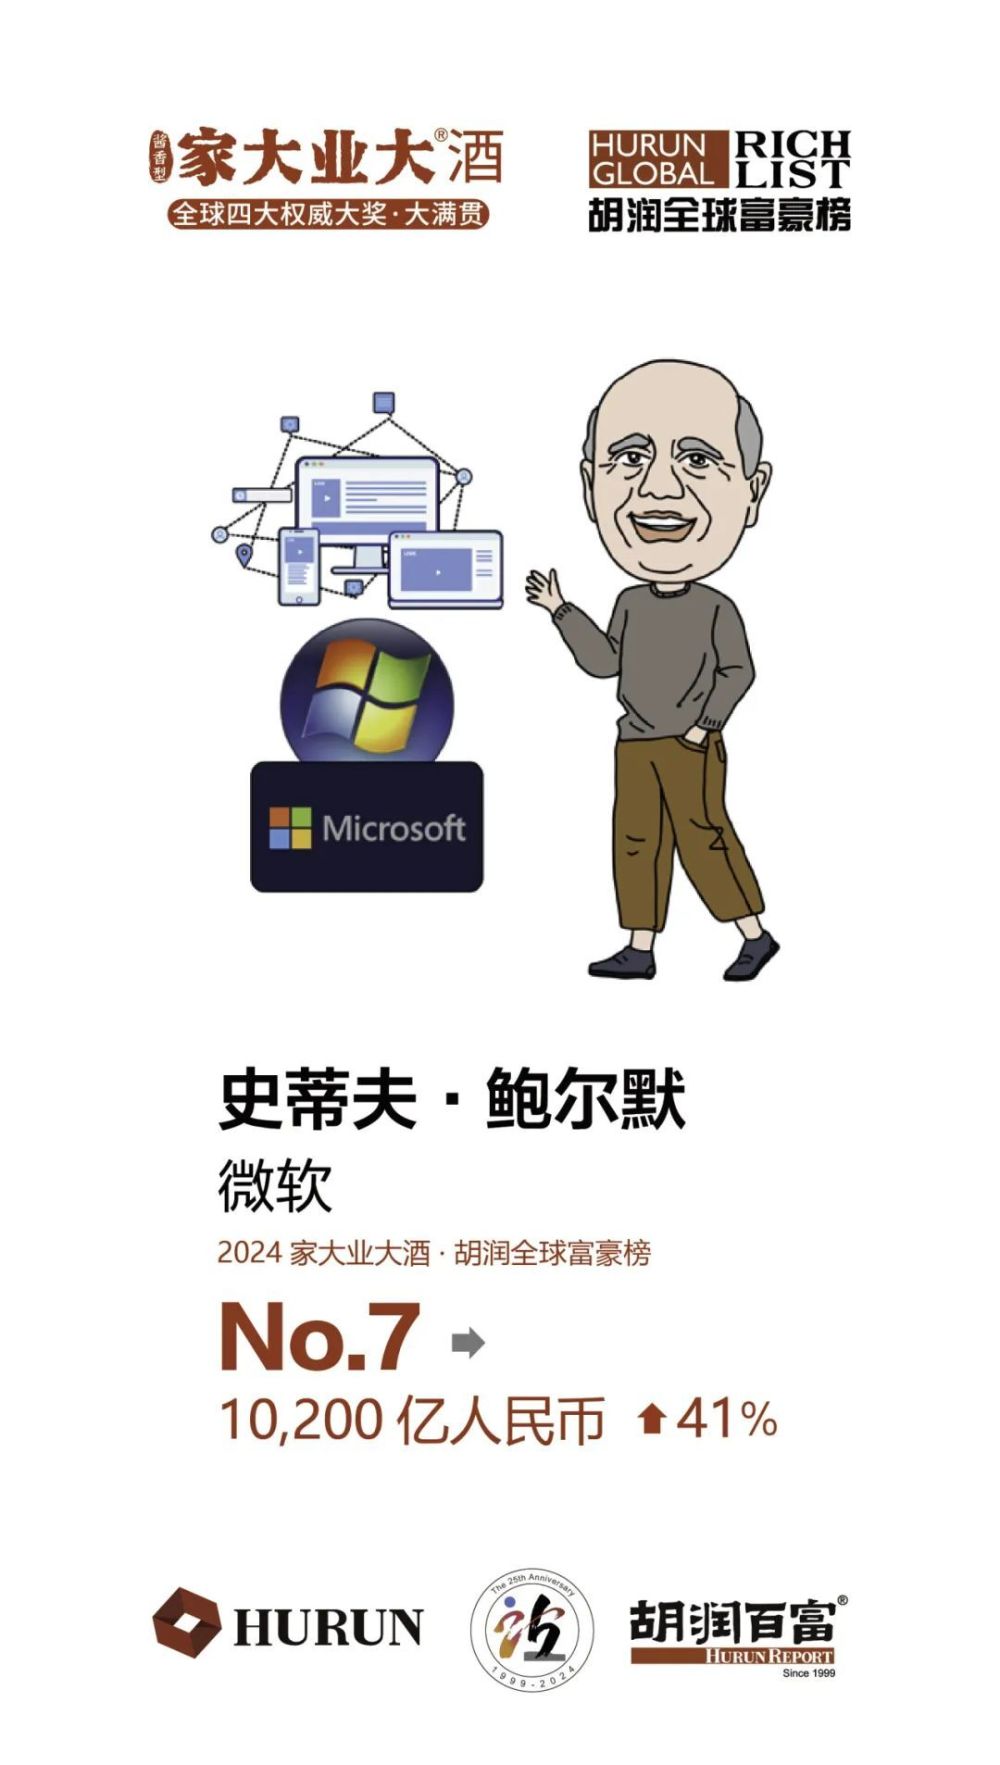 酱香型 家大业大®酒
全球四大权威大奖·大满贯
HURUN GLOBAL RICH LIST
胡润全球富豪榜
LIVE
LIVE
Microsoft
史蒂夫·鲍尔默
微软
2024 家大业大酒·胡润全球富豪榜
No.7
10,200 亿人民币 41%
HURUN
The 25th Anniversary
1999-2024
胡润百富®
HURUN REPORT
Since 1999